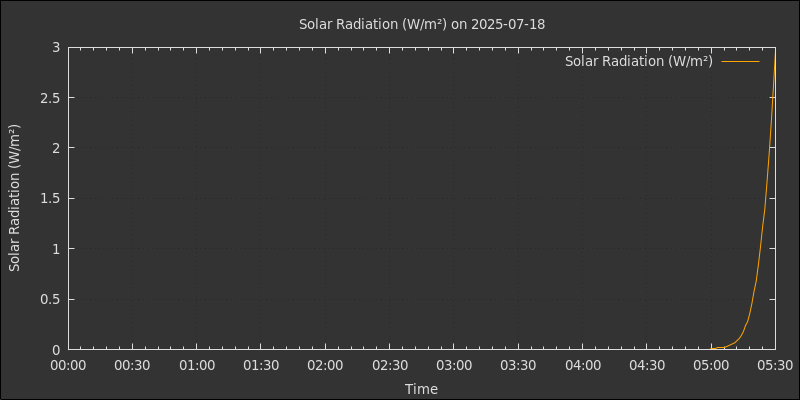 Solar Radiation (W/m²) on 2025-07-18
Solar Radiation (W/m²)
Solar Radiation (W/m²)
3
2.5
2
1.5
1
0.5
0
00:00 00:30 01:00 01:30 02:00 02:30 03:00 03:30 04:00 04:30 05:00 05:30
Time